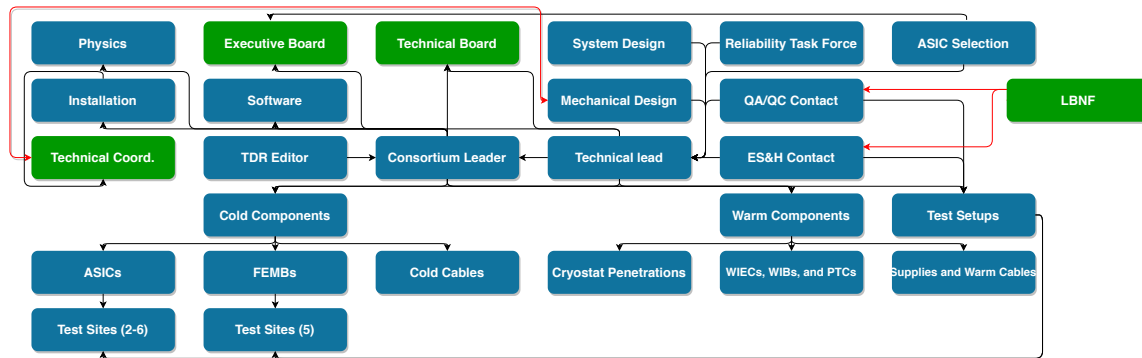 Physics
Executive Board
Technical Board
System Design
Reliability Task Force
ASIC Selection
Installation
Software
Mechanical Design
QA/QC Contact
LBNF
Technical Coord.
TDR Editor
Consortium Leader
Technical lead
ES&H Contact
Cold Components
Warm Components
Test Setups
ASICs
FEMBs
Cold Cables
Cryostat Penetrations
WIECs, WIBs, and PTCs
Supplies and Warm Cables
Test Sites (2-6)
Test Sites (5)